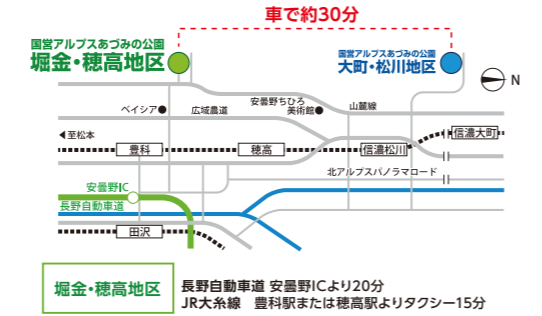 車で約30分
国営アルプスあづみの公園
堀金・穂高地区
国営アルプスあづみの公園
大町・松川地区
N
ベイシア
広域農道
安曇野ちひろ
美術館
山麓線
至松本
豊科
穂高
信濃松川
信濃大町
北アルプスパノラマロード
安曇野IC
長野自動車道
田沢
堀金・穂高地区
長野自動車道 安曇野ICより20分
JR大糸線　豊科駅または穂高駅よりタクシー15分